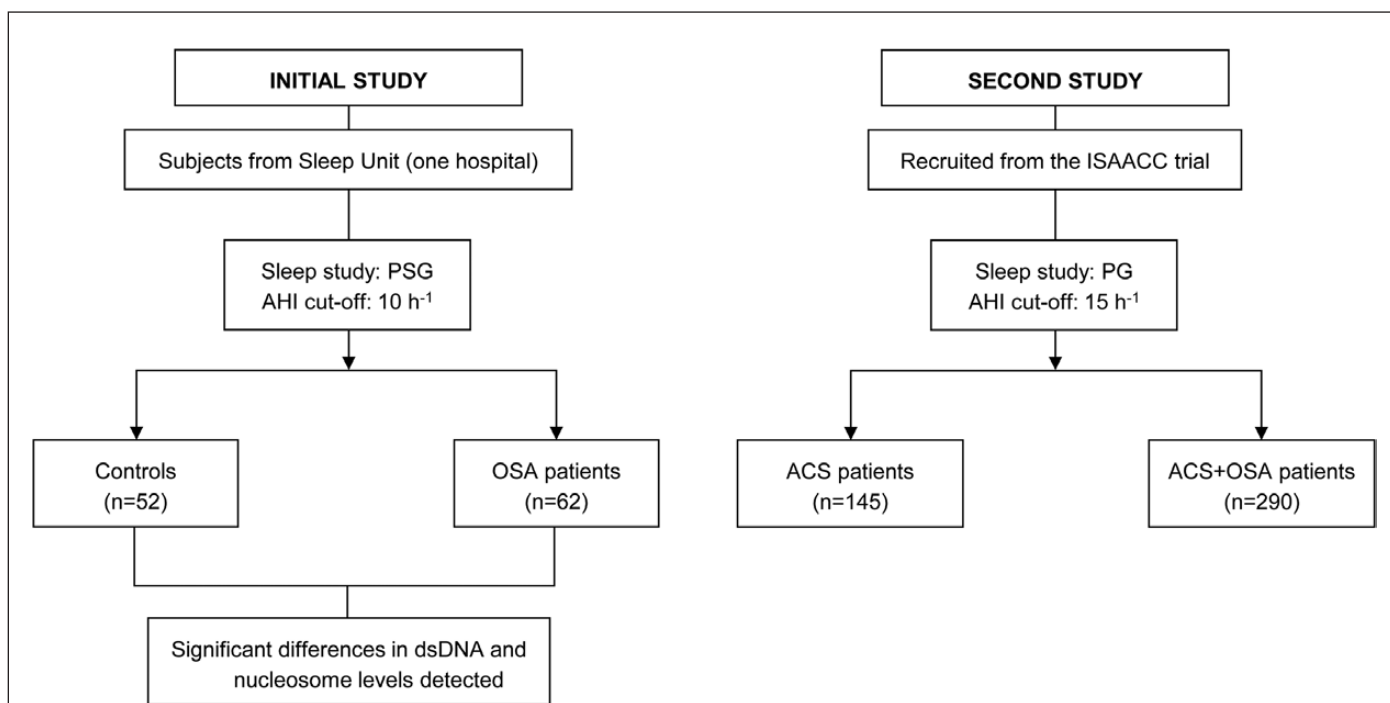 INITIAL STUDY
Subjects from Sleep Unit (one hospital)
Sleep study: PSG
AHI cut-off: 10 h⁻¹
Controls
(n=52)
OSA patients
(n=62)
Significant differences in dsDNA and
nucleosome levels detected
SECOND STUDY
Recruited from the ISAACC trial
Sleep study: PG
AHI cut-off: 15 h⁻¹
ACS patients
(n=145)
ACS+OSA patients
(n=290)